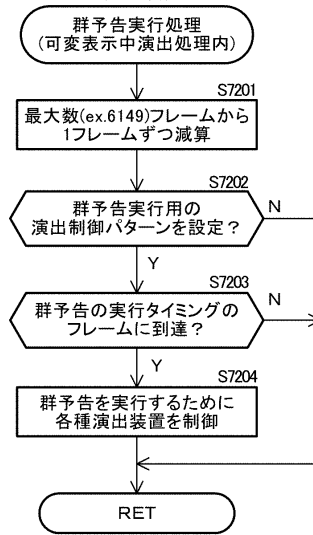 群予告実行処理
(可変表示中演出処理内)
S7201
最大数(ex.6149)フレームから
1フレームずつ減算
S7202
群予告実行用の
演出制御パターンを設定?
N
Y
S7203
群予告の実行タイミングの
フレームに到達?
N
Y
S7204
群予告を実行するために
各種演出装置を制御
RET